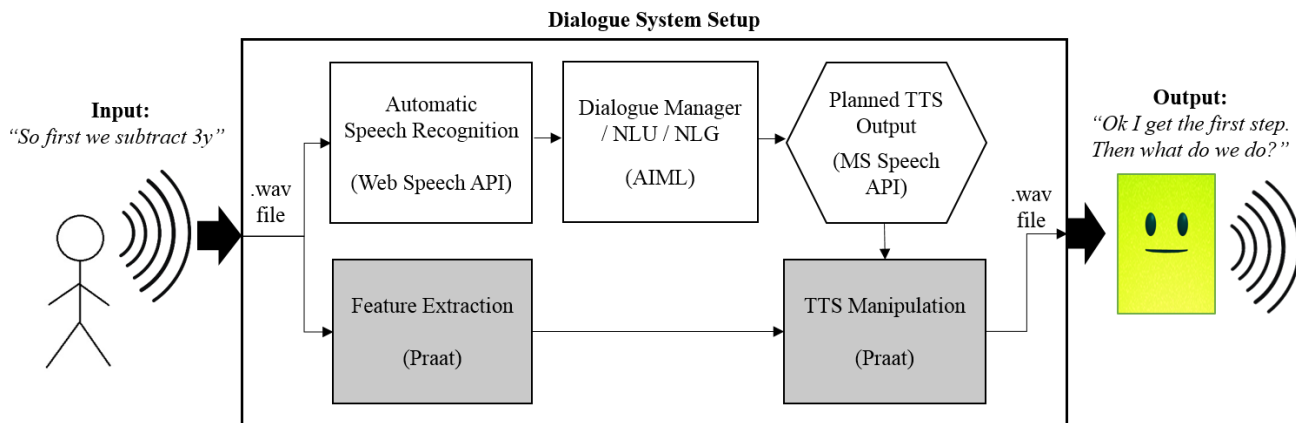 Dialogue System Setup
Input:
“So first we subtract 3y”
.wav
file
Automatic
Speech Recognition
(Web Speech API)
Dialogue Manager
/ NLU / NLG
(AIML)
Planned TTS
Output
(MS Speech
API)
Feature Extraction
(Praat)
TTS Manipulation
(Praat)
.wav
file
Output:
“Ok I get the first step.
Then what do we do?”